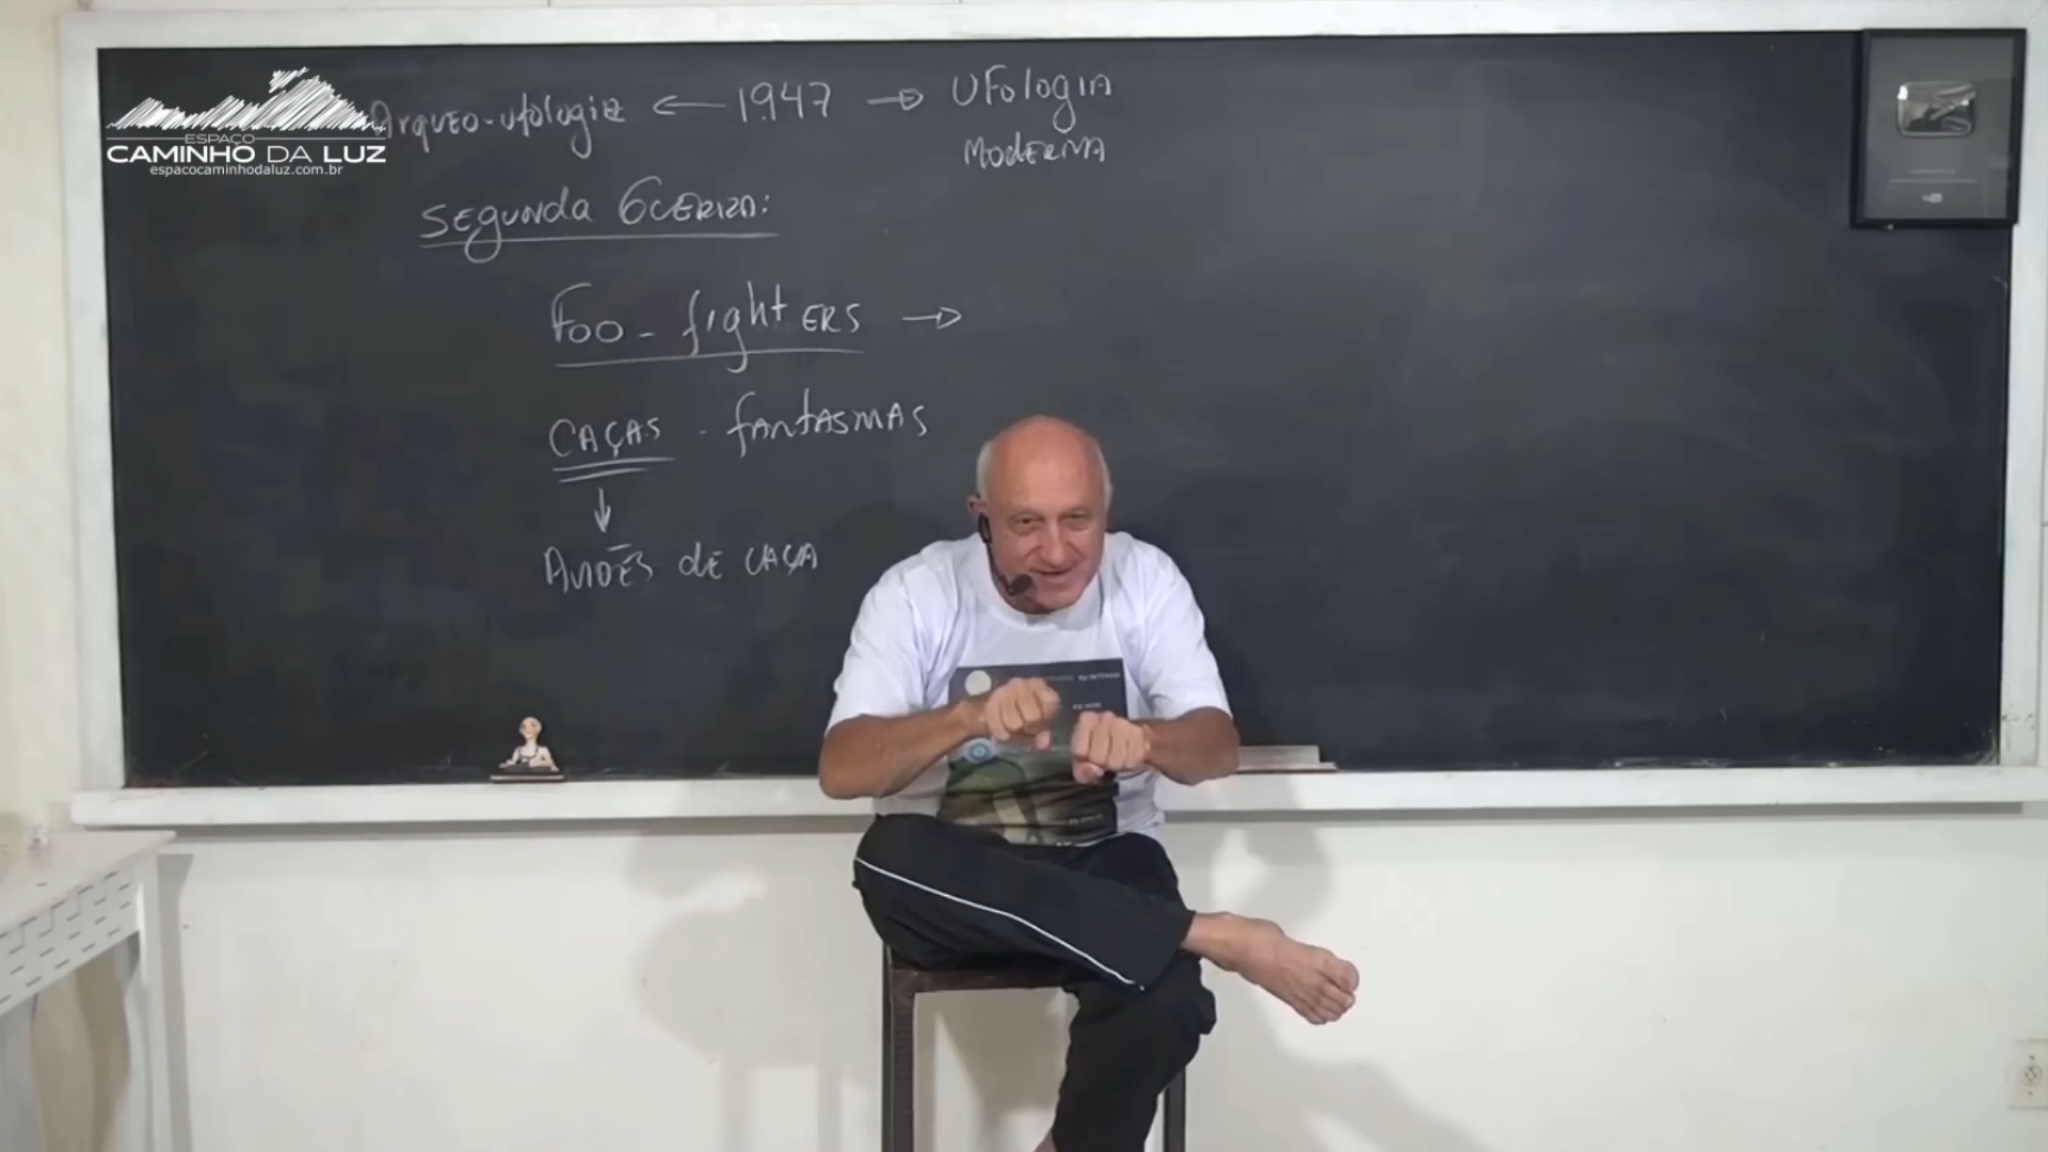 ESPAÇO
CAMINHO DA LUZ
espacocaminhodaluz.com.br
Arqueo-ufologia ← 1947 → Ufologia
Moderna
Segunda Guerra:
Foo-fighters →
Caças - fantasmas
↓
Aviões de caça